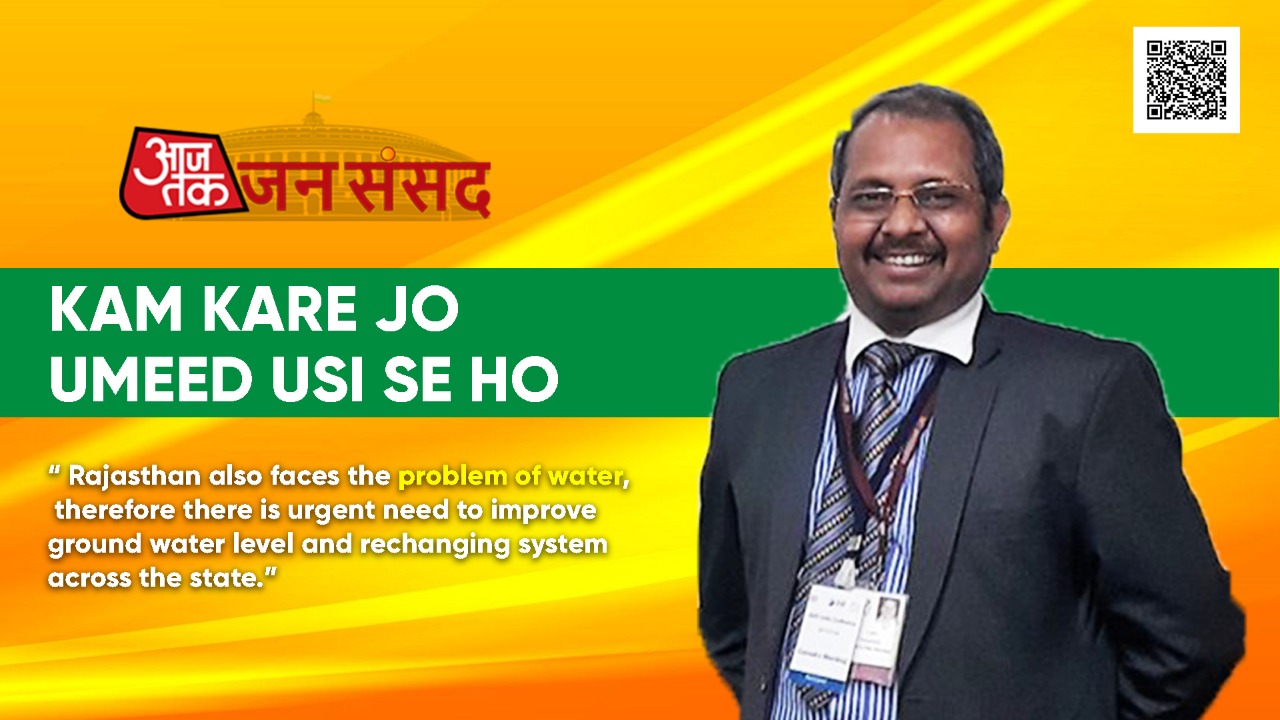 आज
तक
जन संसद
KAM KARE JO
UMEED USI SE HO
“ Rajasthan also faces the problem of water,
therefore there is urgent need to improve
ground water level and rechanging system
across the state.”